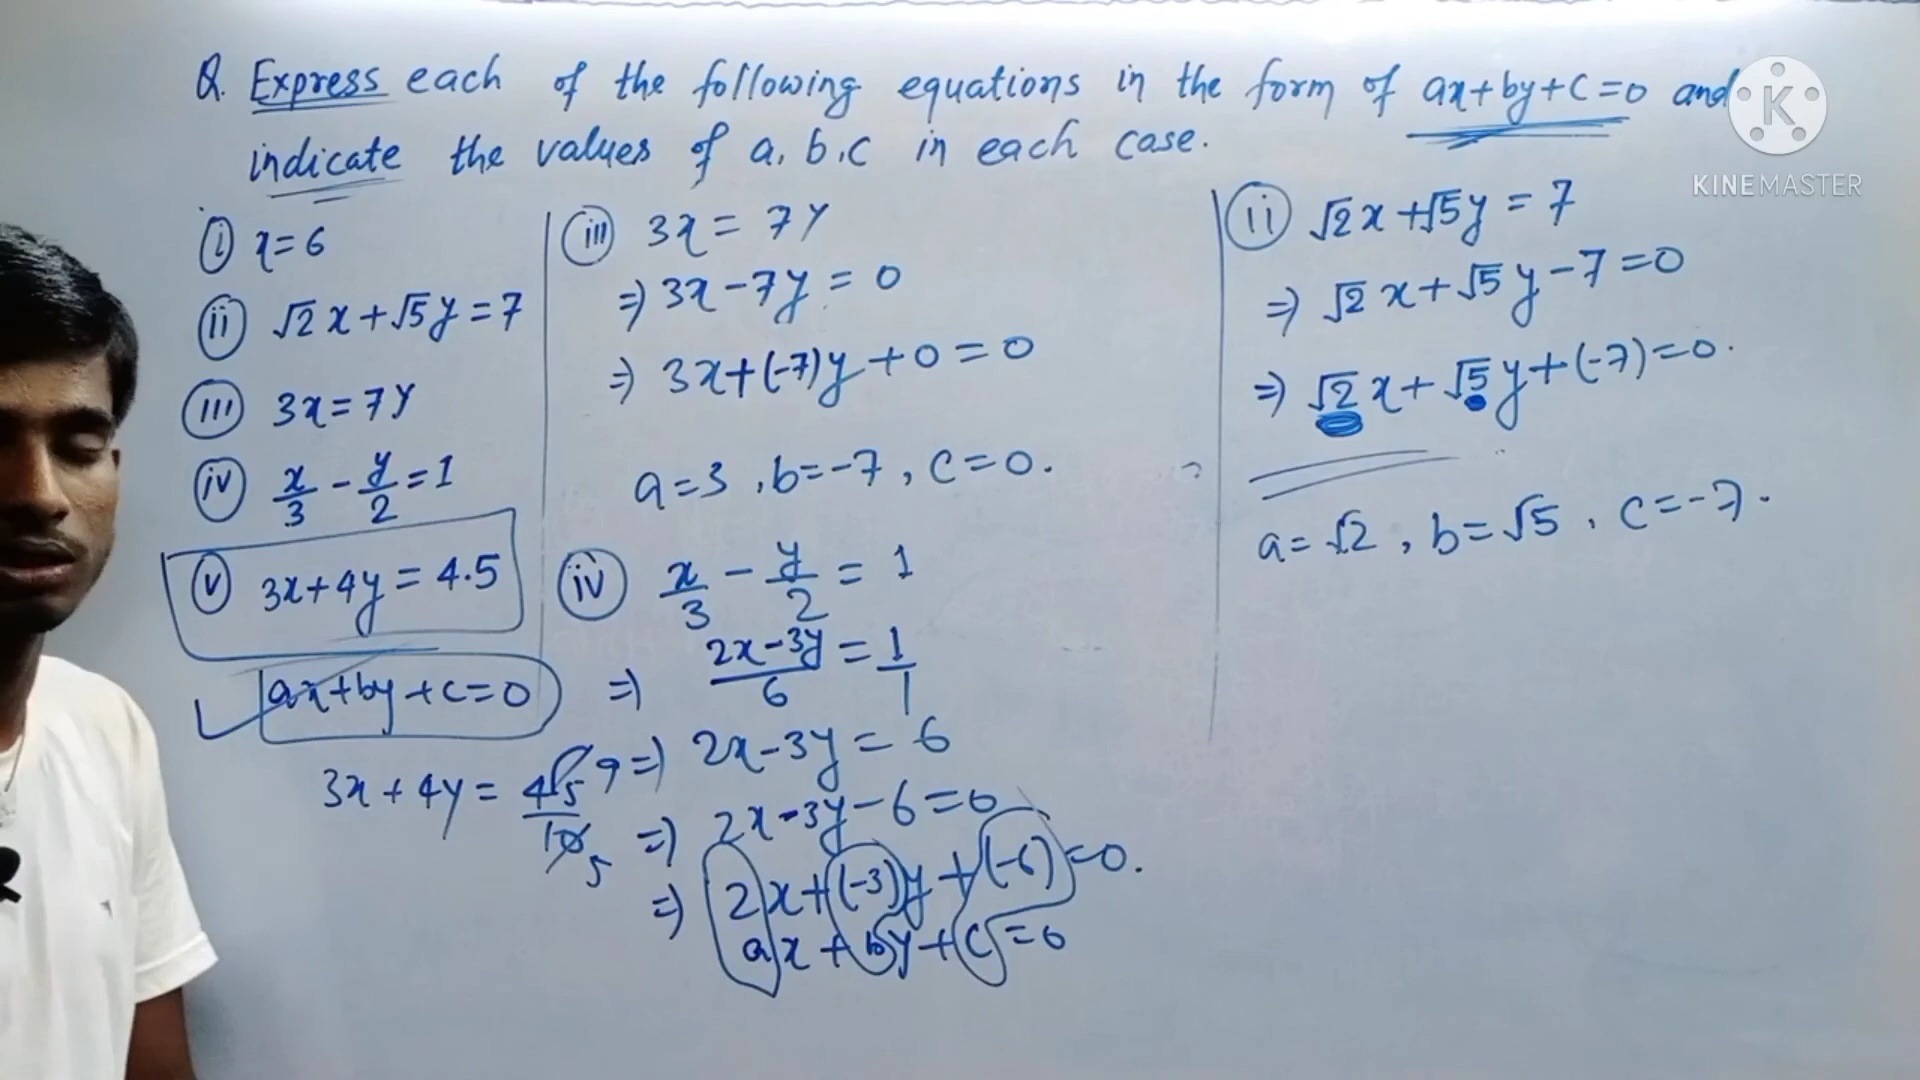 Q. Express each of the following equations in the form of ax+by+c=0 and
indicate the values of a, b, c in each case.
(i) x=6
(ii) √2x+√5y=7
(iii) 3x=7y
(iv) x/3 - y/2 = 1
(v) 3x+4y=4.5
ax+by+c=0
3x+4y= 45/10 9 5
(iii) 3x = 7y
⇒ 3x-7y = 0
⇒ 3x+(-7)y+0=0
a=3, b=-7, c=0.
(iv) x/3 - y/2 = 1
⇒ 2x-3y/6 = 1/1
⇒ 2x-3y = 6
⇒ 2x-3y-6=0
⇒ 2x+(-3)y+(-6)=0.
ax+by+c=0
(ii) √2x+√5y=7
⇒ √2x+√5y-7=0
⇒ √2x+√5y+(-7)=0.
a=√2, b=√5, c=-7.
K
KINEMASTER